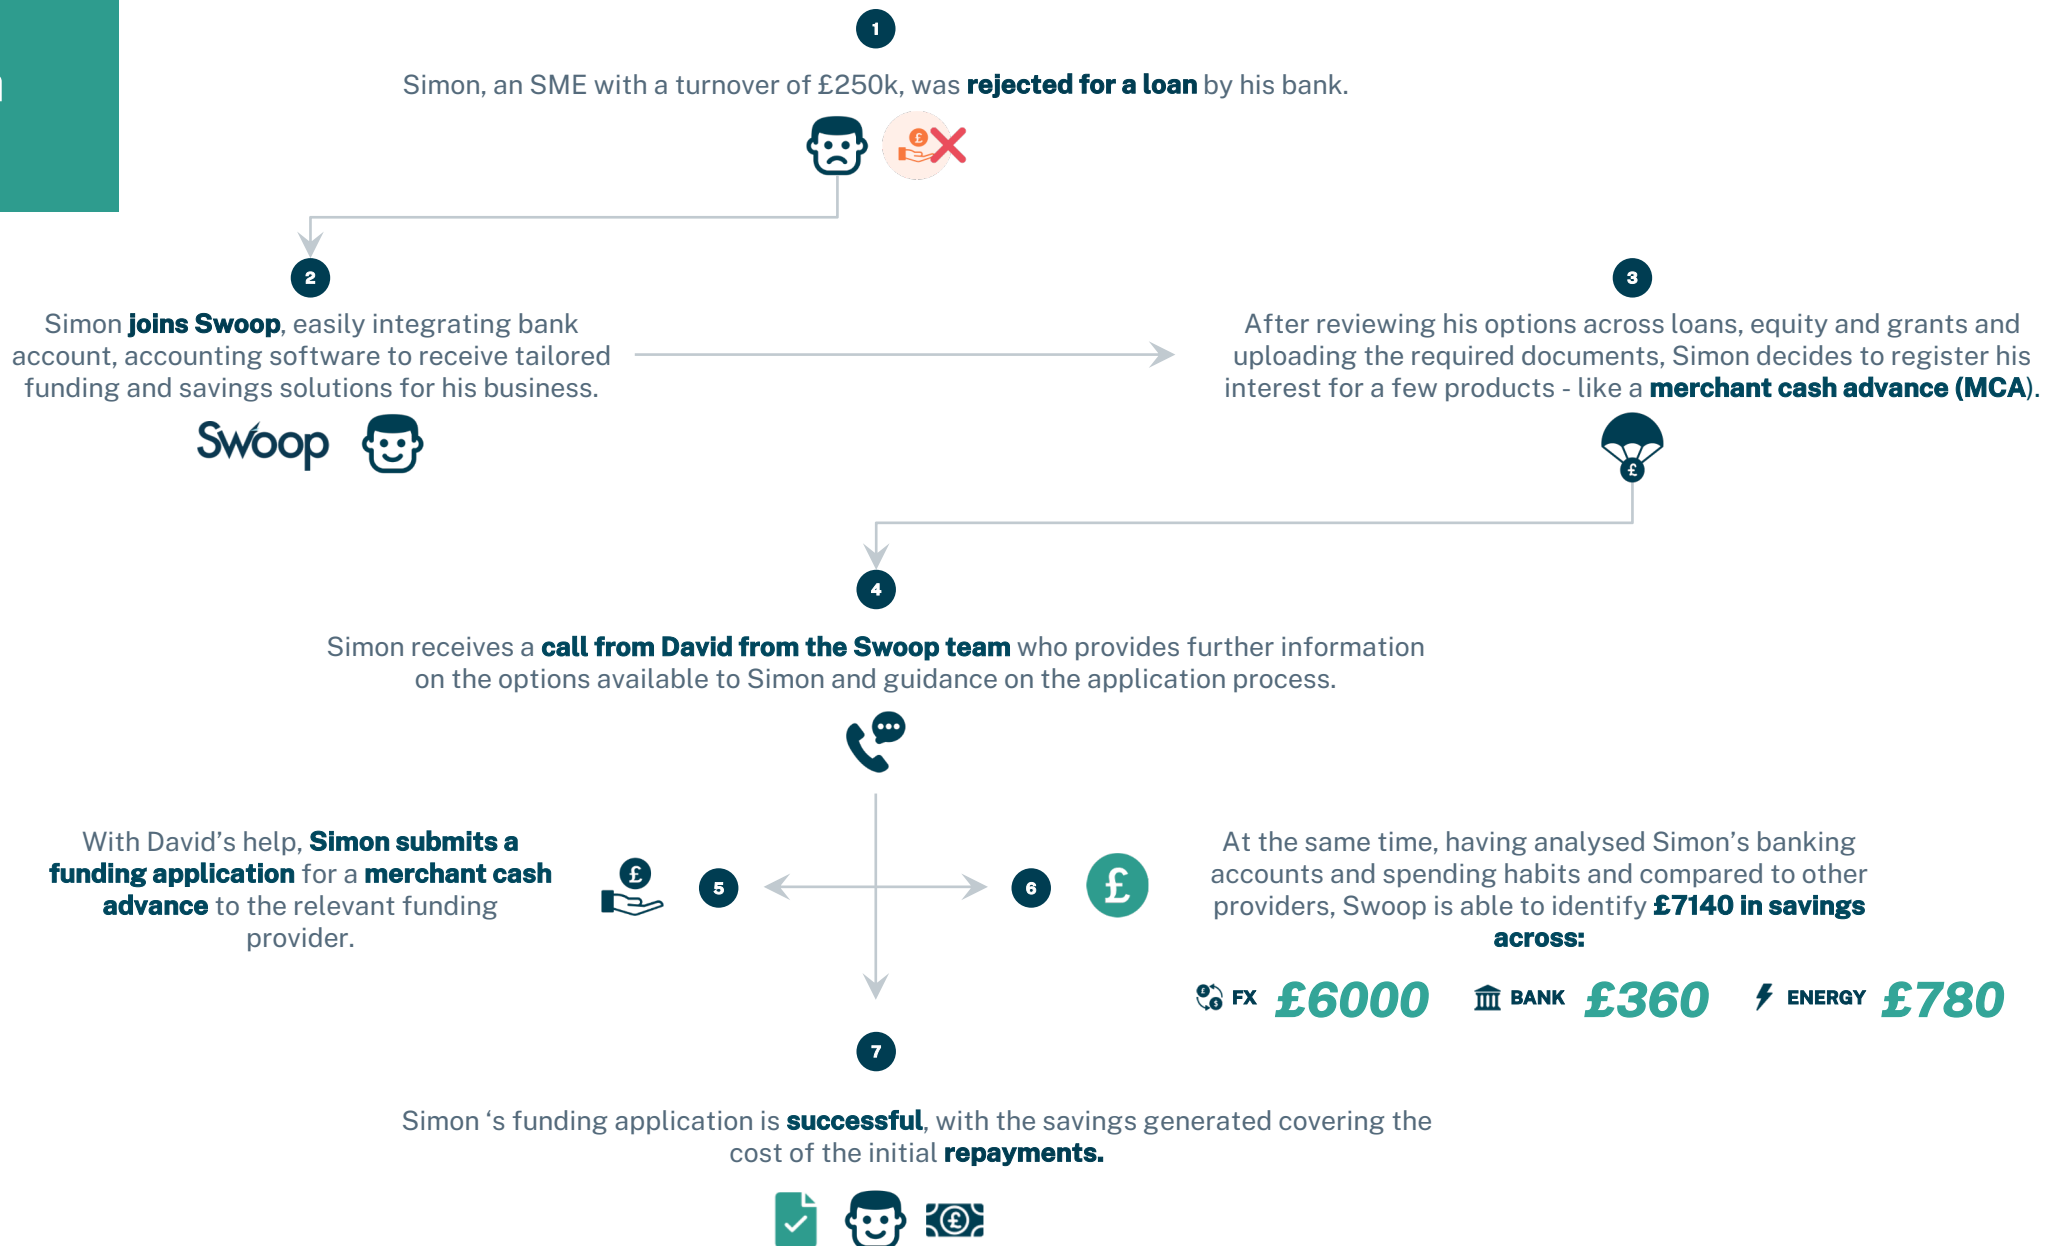 1
Simon, an SME with a turnover of £250k, was rejected for a loan by his bank.
£
2
Simon joins Swoop, easily integrating bank
account, accounting software to receive tailored
funding and savings solutions for his business.
Swoop
3
After reviewing his options across loans, equity and grants and
uploading the required documents, Simon decides to register his
interest for a few products - like a merchant cash advance (MCA).
£
4
Simon receives a call from David from the Swoop team who provides further information
on the options available to Simon and guidance on the application process.
With David’s help, Simon submits a
funding application for a merchant cash
advance to the relevant funding
provider.
£
5
6
£
At the same time, having analysed Simon’s banking
accounts and spending habits and compared to other
providers, Swoop is able to identify £7140 in savings
across:
FX £6000 BANK £360 ENERGY £780
7
Simon ‘s funding application is successful, with the savings generated covering the
cost of the initial repayments.
£